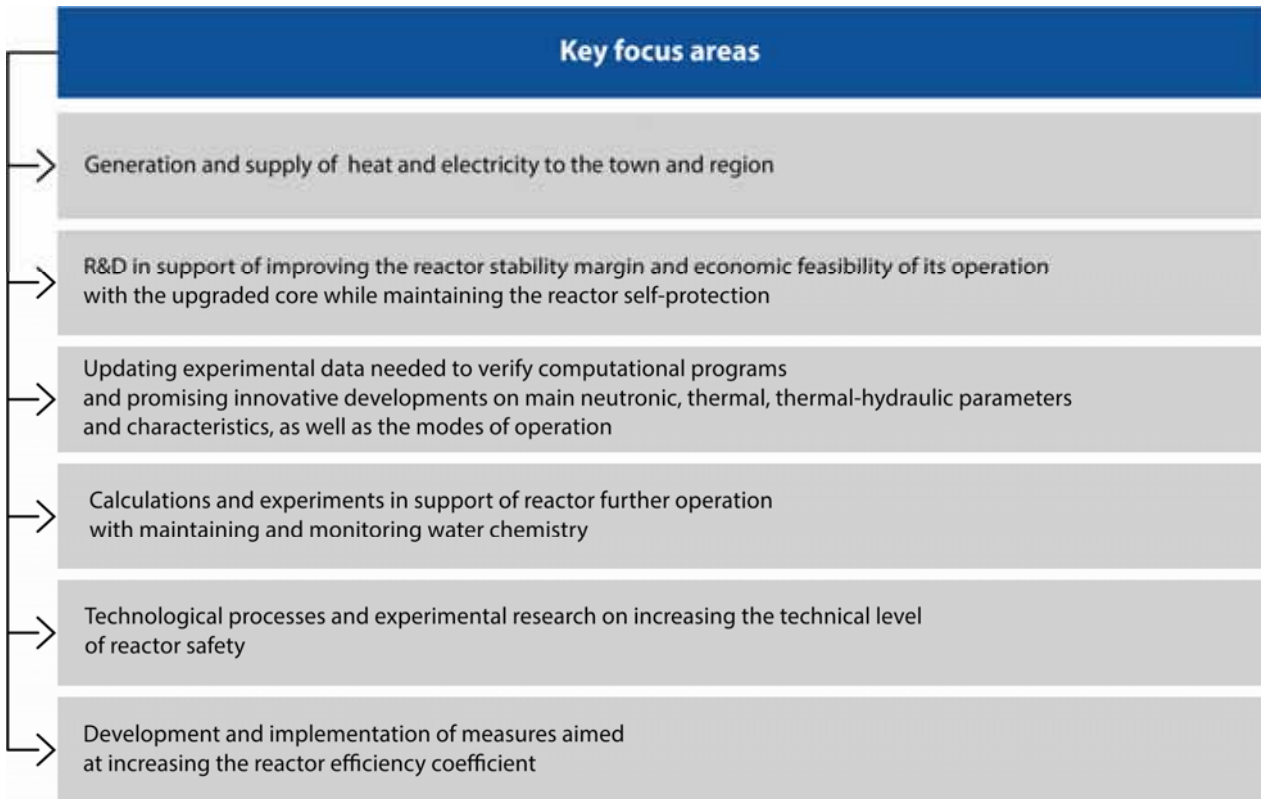 Key focus areas
Generation and supply of heat and electricity to the town and region
R&D in support of improving the reactor stability margin and economic feasibility of its operation
with the upgraded core while maintaining the reactor self-protection
Updating experimental data needed to verify computational programs
and promising innovative developments on main neutronic, thermal, thermal-hydraulic parameters
and characteristics, as well as the modes of operation
Calculations and experiments in support of reactor further operation
with maintaining and monitoring water chemistry
Technological processes and experimental research on increasing the technical level
of reactor safety
Development and implementation of measures aimed
at increasing the reactor efficiency coefficient